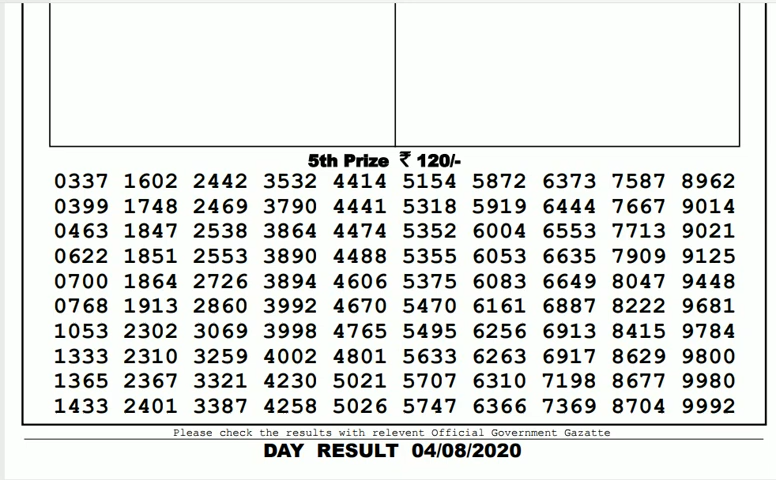 5th Prize ₹ 120/-
0337 1602 2442 3532 4414 5154 5872 6373 7587 8962
0399 1748 2469 3790 4441 5318 5919 6444 7667 9014
0463 1847 2538 3864 4474 5352 6004 6553 7713 9021
0622 1851 2553 3890 4488 5355 6053 6635 7909 9125
0700 1864 2726 3894 4606 5375 6083 6649 8047 9448
0768 1913 2860 3992 4670 5470 6161 6887 8222 9681
1053 2302 3069 3998 4765 5495 6256 6913 8415 9784
1333 2310 3259 4002 4801 5633 6263 6917 8629 9800
1365 2367 3321 4230 5021 5707 6310 7198 8677 9980
1433 2401 3387 4258 5026 5747 6366 7369 8704 9992
Please check the results with relevent Official Government Gazatte
DAY RESULT 04/08/2020